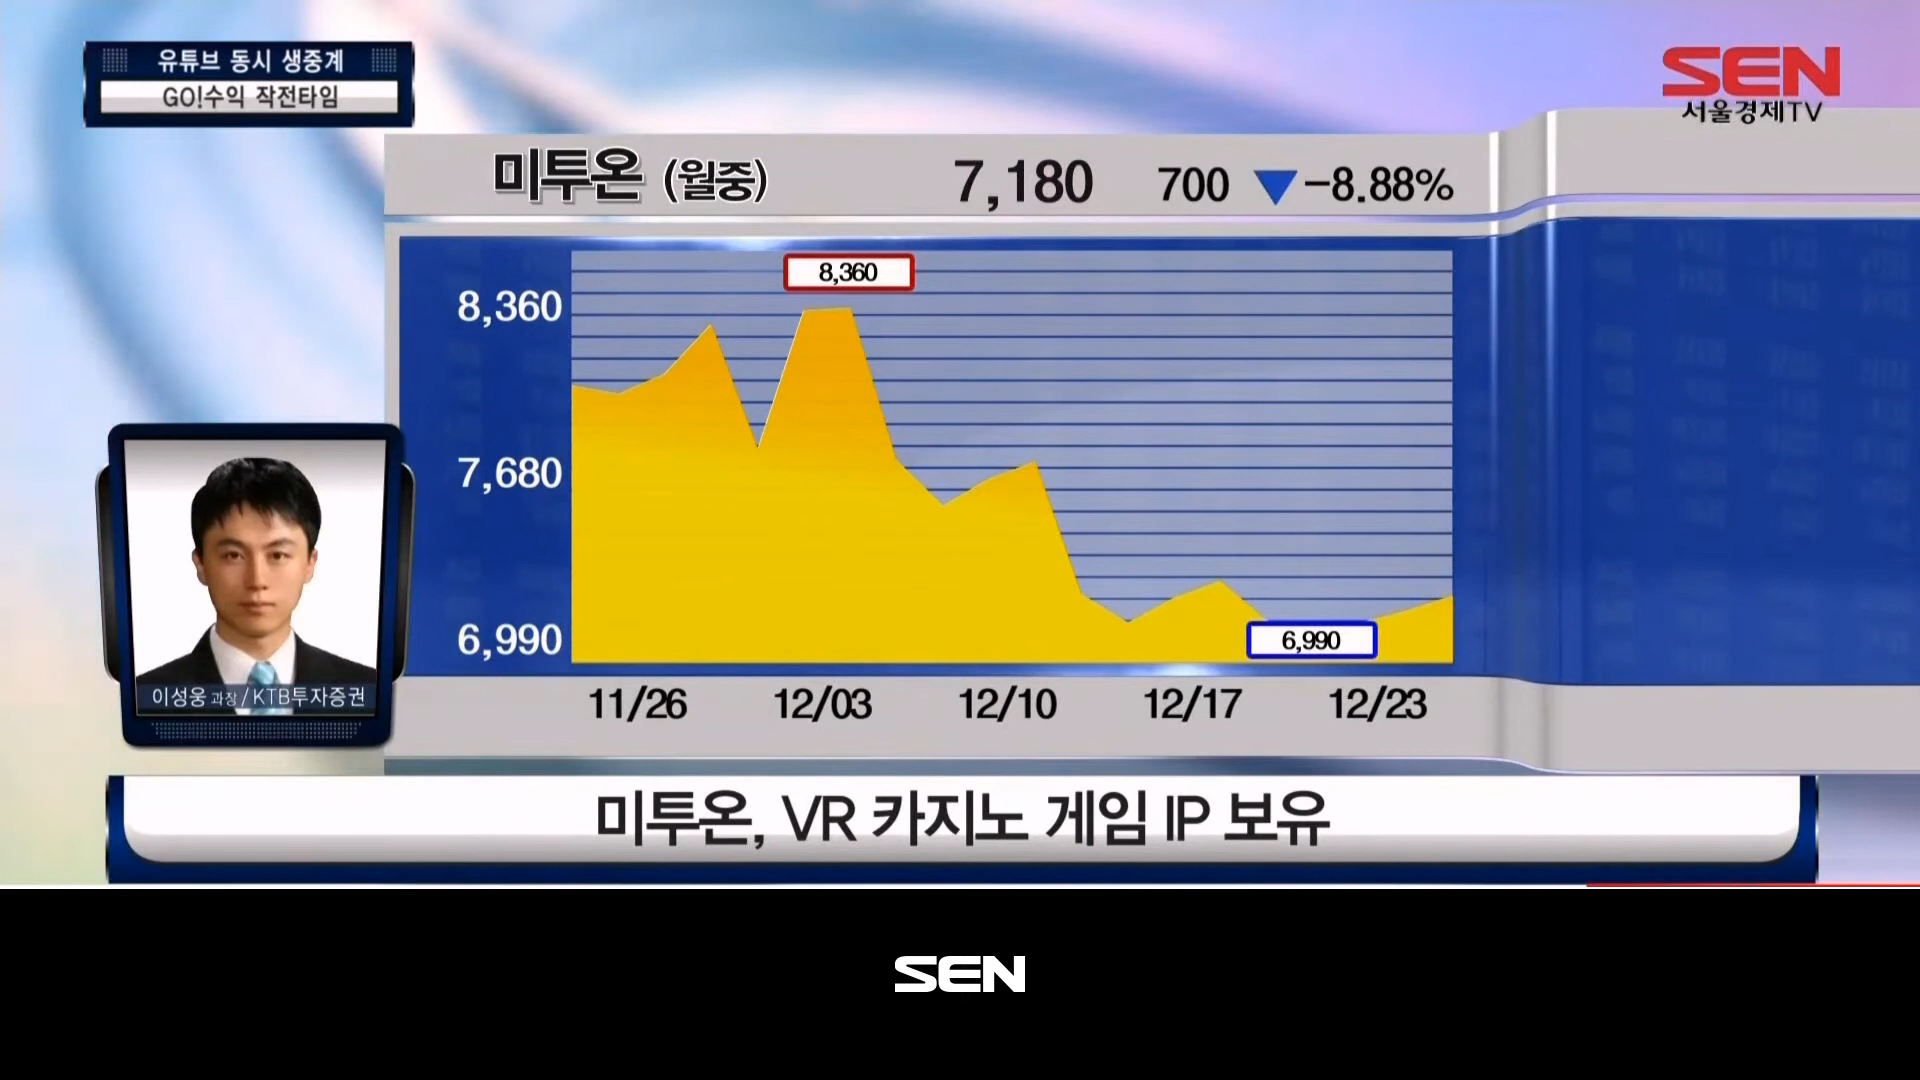 유튜브 동시 생중계
GO!수익 작전타임
SEN
서울경제TV
미투온 (월중) 7,180 700 ▼-8.88%
8,360
8,360
7,680
6,990
6,990
11/26 12/03 12/10 12/17 12/23
이성웅 과장 / KTB투자증권
미투온, VR 카지노 게임 IP 보유
SEN